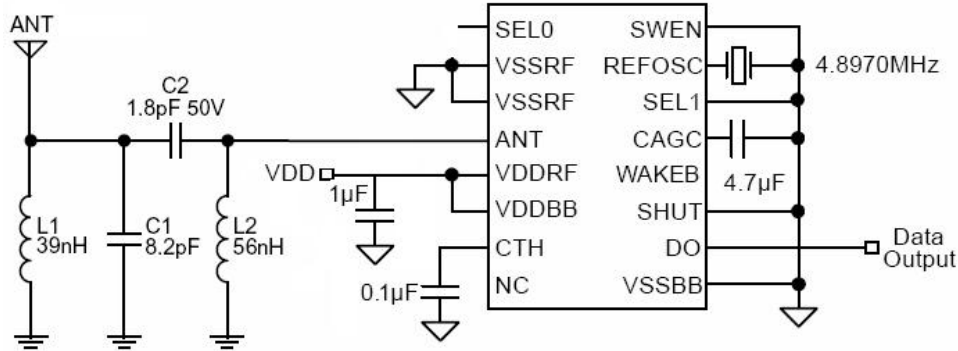 ANT
C2
1.8pF 50V
L1
39nH
C1
8.2pF
L2
56nH
VDD
1µF
0.1µF
SEL0
VSSRF
VSSRF
ANT
VDDRF
VDDBB
CTH
NC
SWEN
REFOSC
SEL1
CAGC
WAKEB
SHUT
DO
VSSBB
4.8970MHz
4.7µF
Data
Output